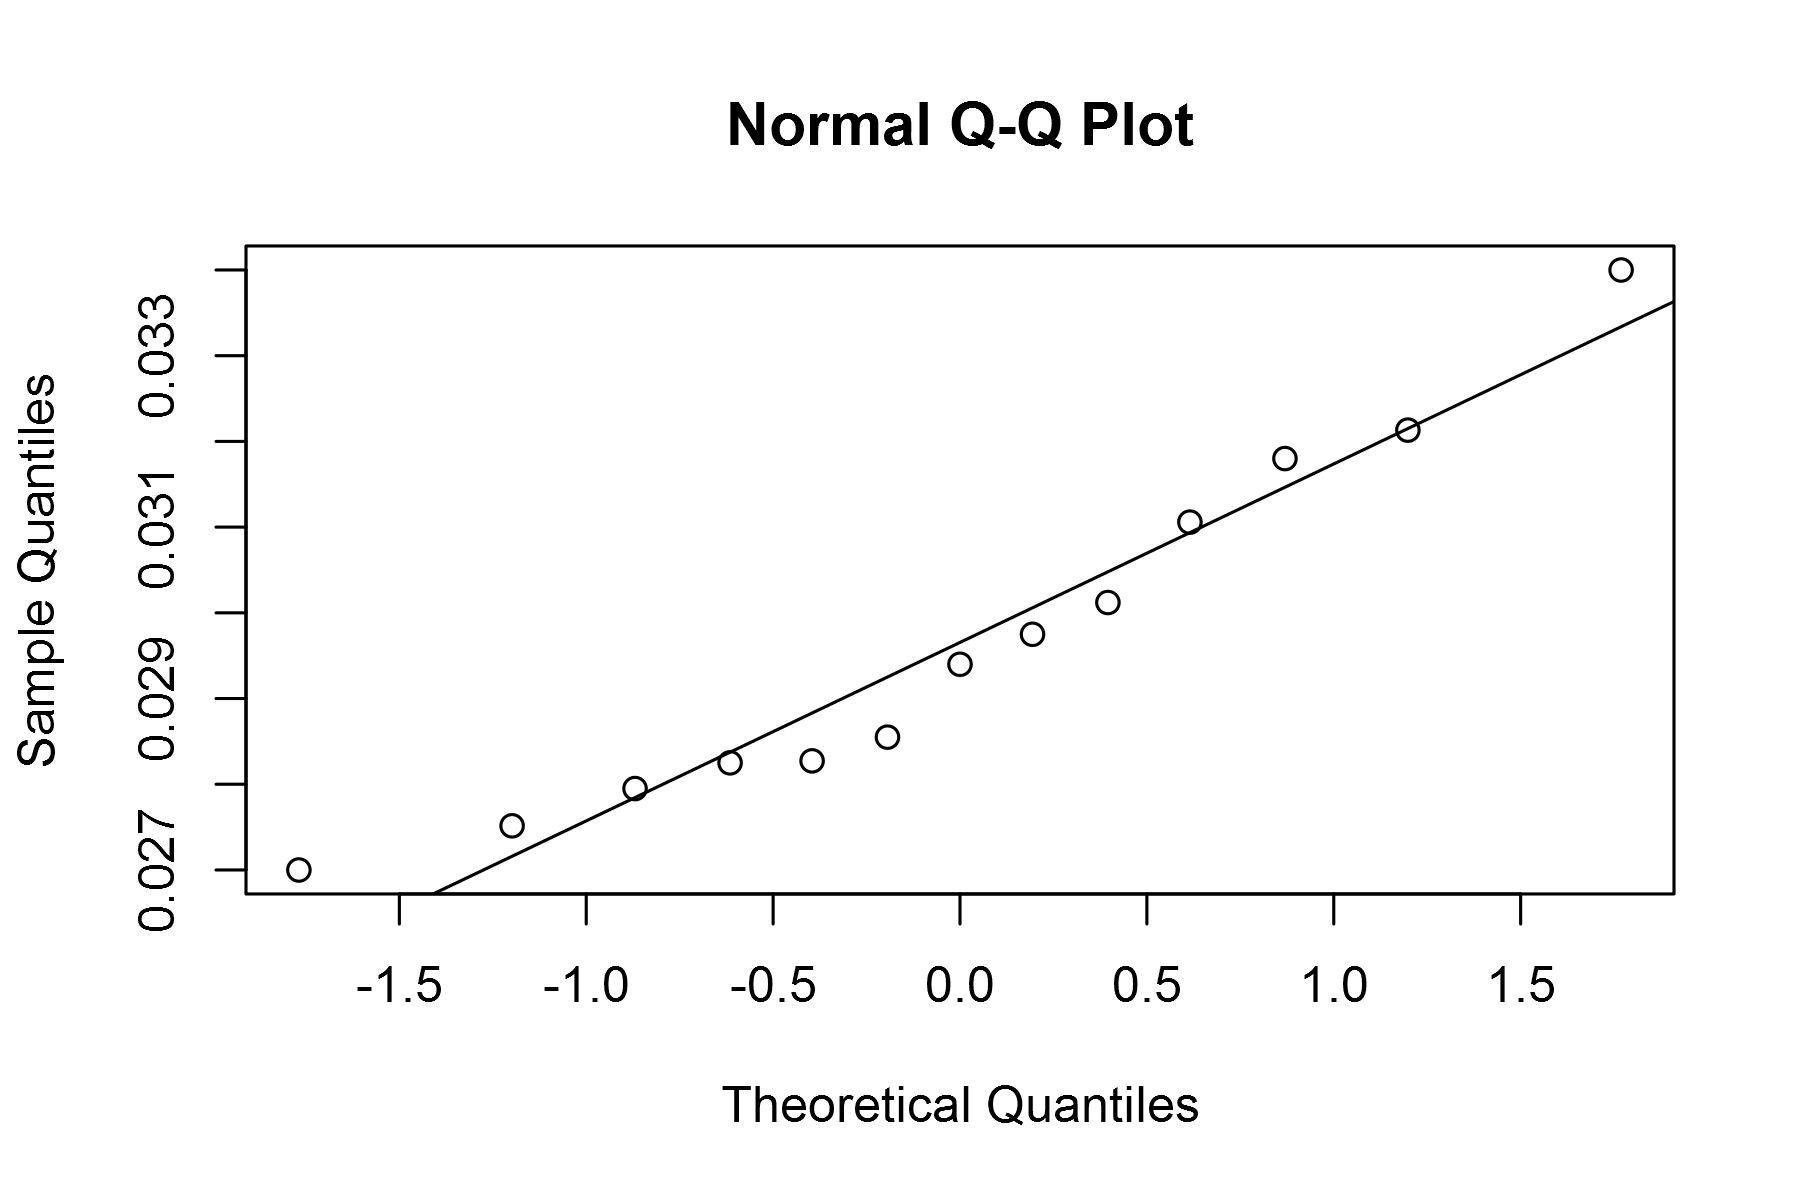 Normal Q-Q Plot
Sample Quantiles
0.033
0.031
0.029
0.027
-1.5 -1.0 -0.5 0.0 0.5 1.0 1.5
Theoretical Quantiles